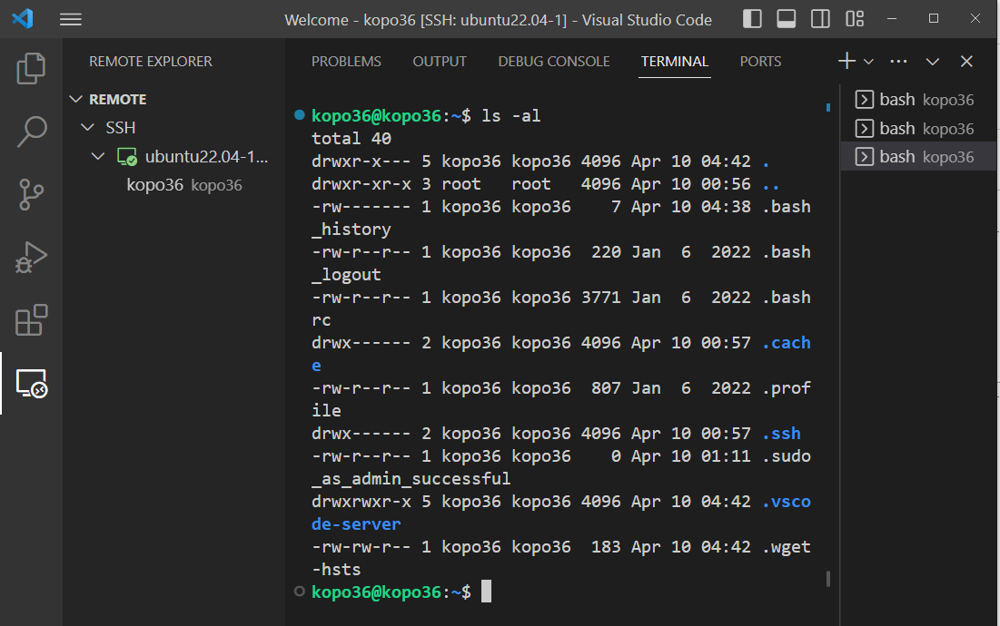 Welcome - kopo36 [SSH: ubuntu22.04-1] - Visual Studio Code
REMOTE EXPLORER
REMOTE
SSH
ubuntu22.04-1...
kopo36 kopo36
PROBLEMS OUTPUT DEBUG CONSOLE TERMINAL PORTS
kopo36@kopo36:~$ ls -al
total 40
drwxr-x--- 5 kopo36 kopo36 4096 Apr 10 04:42 .
drwxr-xr-x 3 root   root   4096 Apr 10 00:56 ..
-rw------- 1 kopo36 kopo36    7 Apr 10 04:38 .bash
_history
-rw-r--r-- 1 kopo36 kopo36  220 Jan  6  2022 .bash
_logout
-rw-r--r-- 1 kopo36 kopo36 3771 Jan  6  2022 .bash
rc
drwx------ 2 kopo36 kopo36 4096 Apr 10 00:57 .cach
e
-rw-r--r-- 1 kopo36 kopo36  807 Jan  6  2022 .prof
ile
drwx------ 2 kopo36 kopo36 4096 Apr 10 00:57 .ssh
-rw-r--r-- 1 kopo36 kopo36    0 Apr 10 01:11 .sudo
_as_admin_successful
drwxrwxr-x 5 kopo36 kopo36 4096 Apr 10 04:42 .vsco
de-server
-rw-rw-r-- 1 kopo36 kopo36  183 Apr 10 04:42 .wget
-hsts
kopo36@kopo36:~$
bash kopo36
bash kopo36
bash kopo36